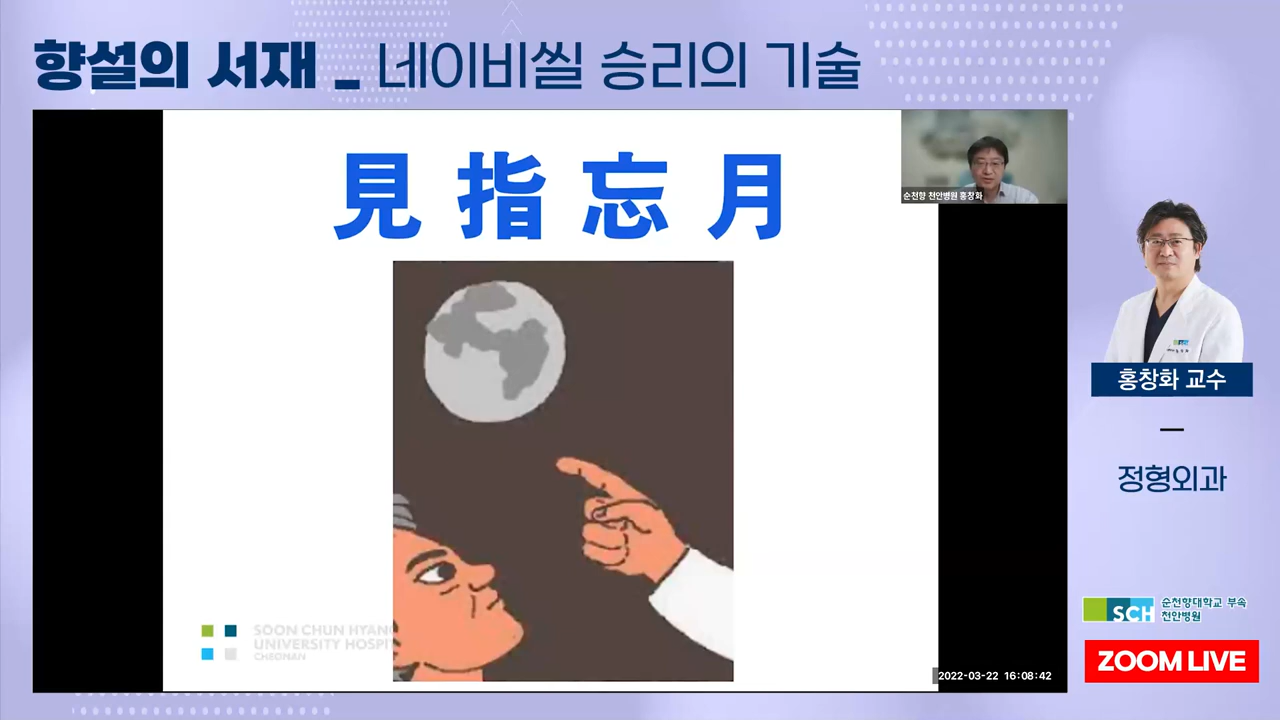 향설의 서재 _ 네이비씰 승리의 기술
見指忘月
순천향 천안병원 홍창화
홍창화 교수
정형외과
SOON CHUN HYANG
UNIVERSITY HOSPI
CHEONAN
2022-03-22 16:08:42
SCH 순천향대학교 부속
천안병원
ZOOM LIVE